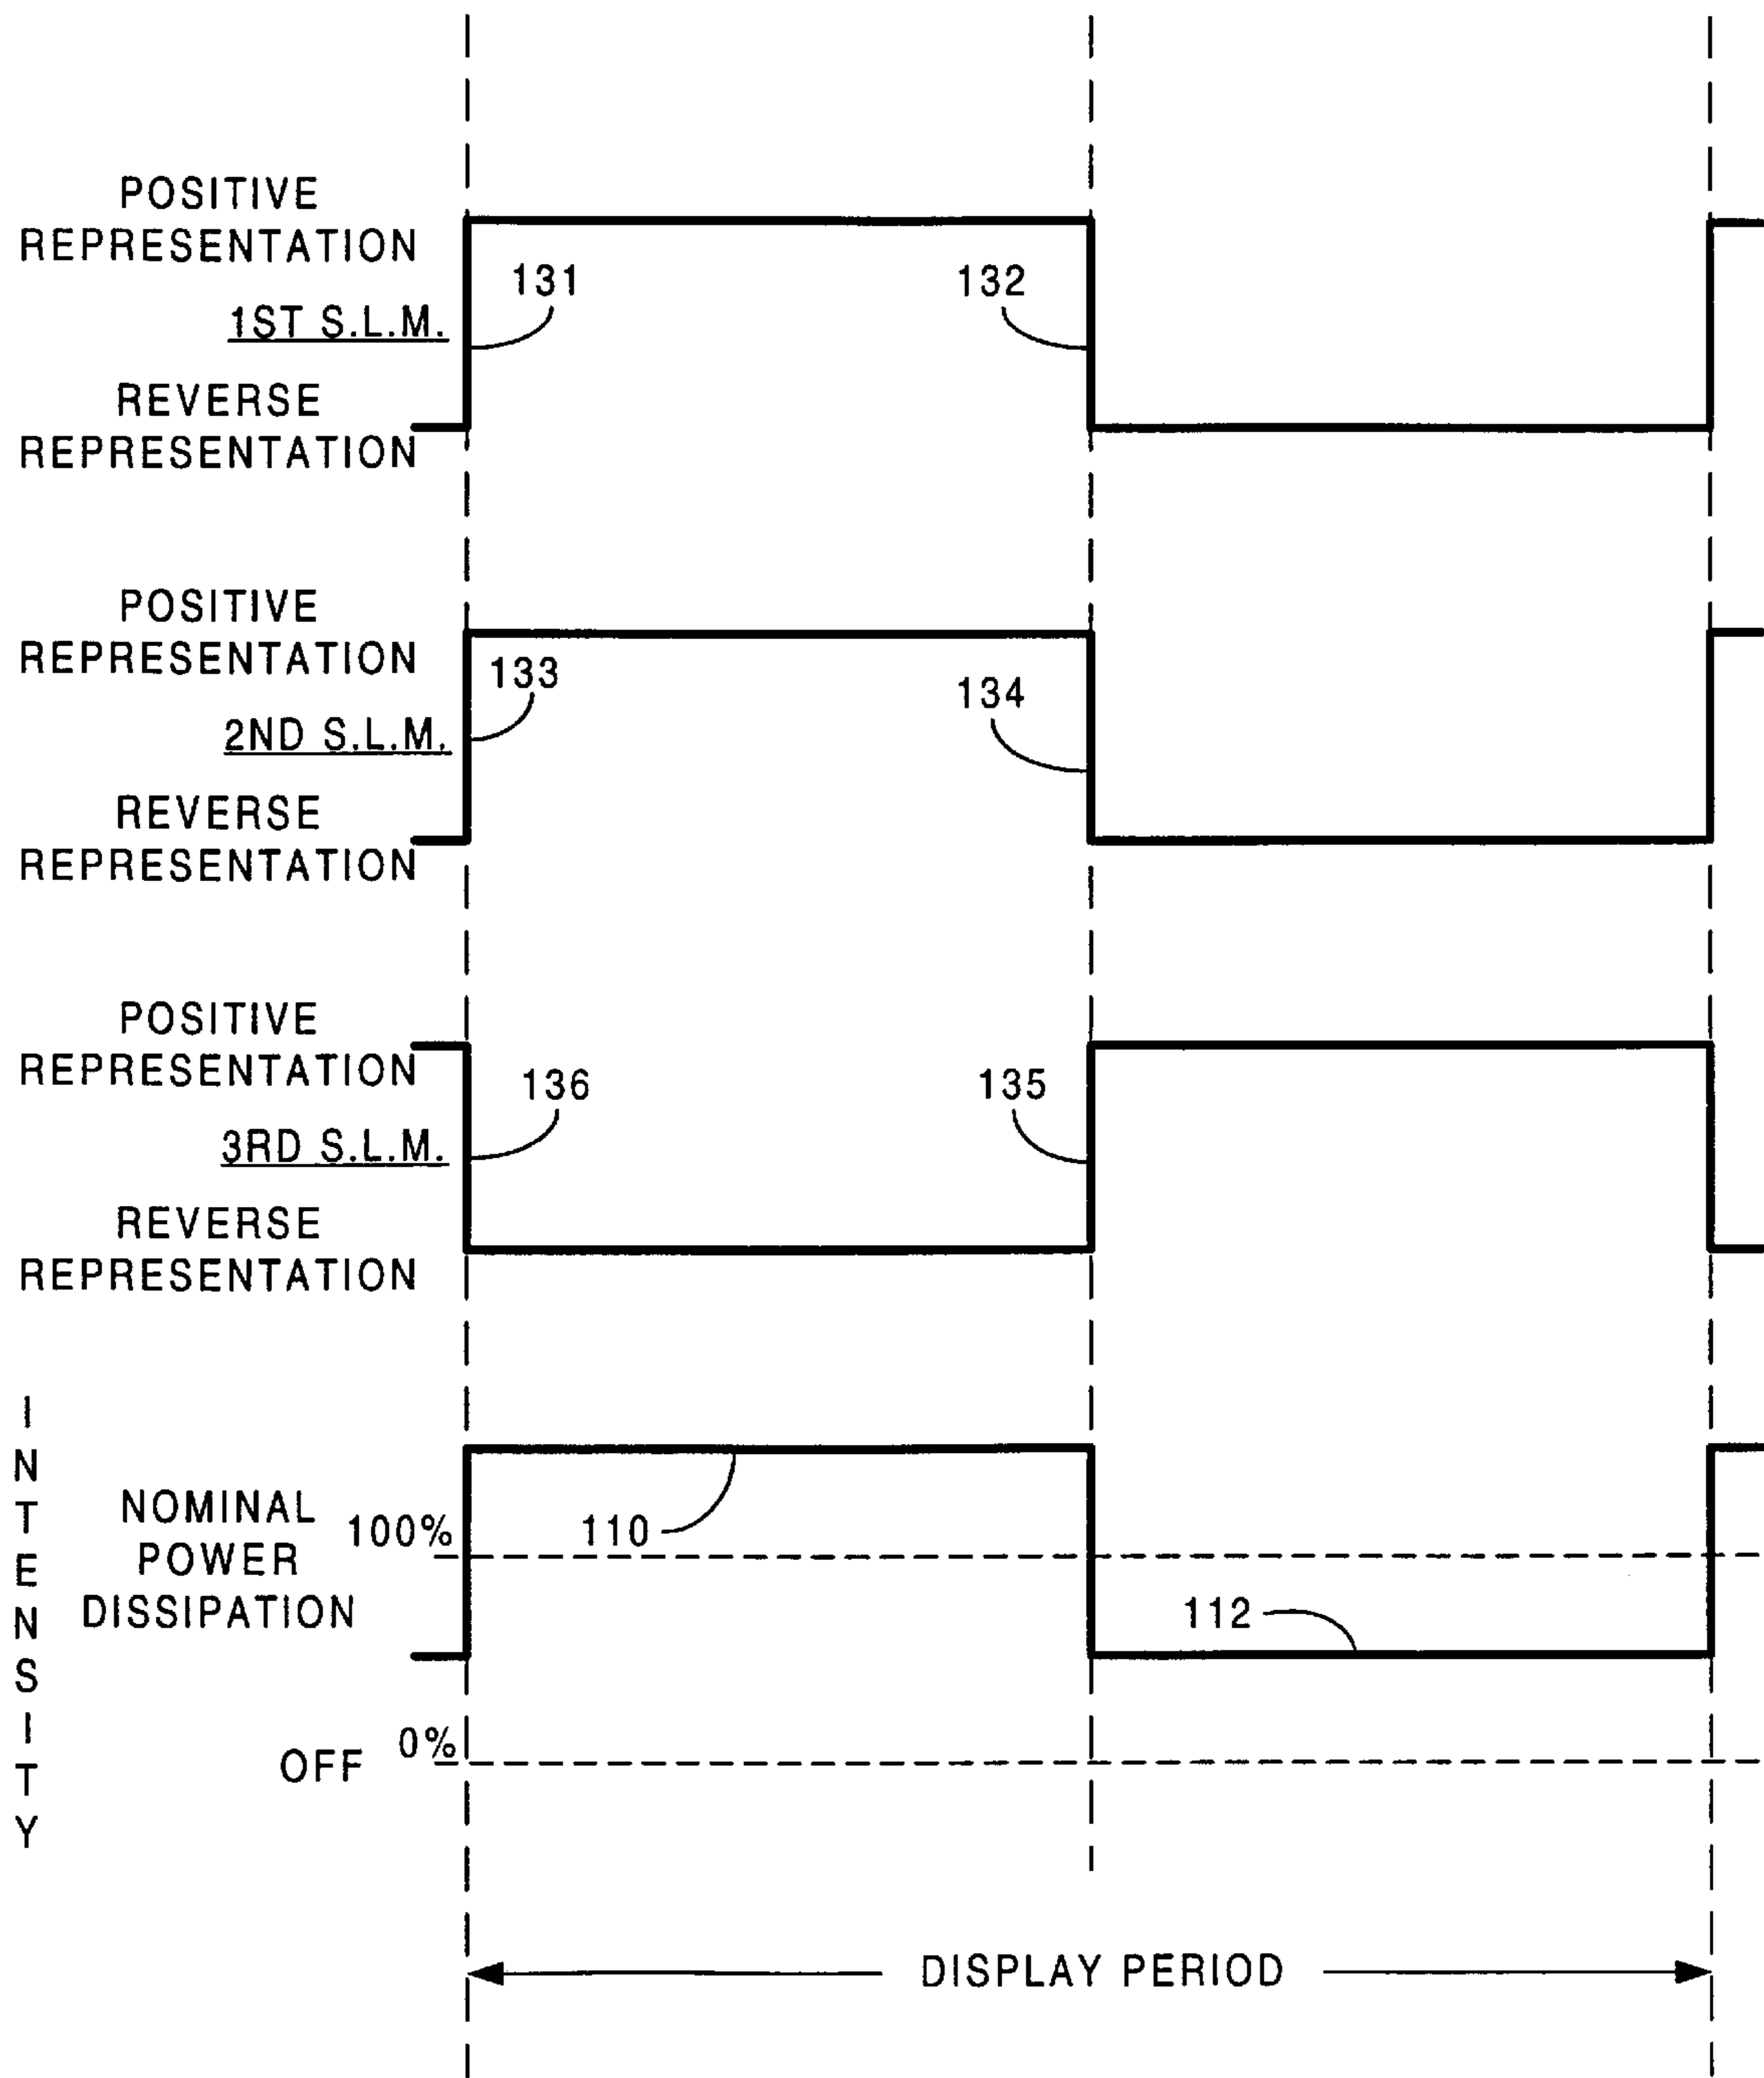 POSITIVE
REPRESENTATION
131
132
1ST S.L.M.
REVERSE
REPRESENTATION
POSITIVE
REPRESENTATION
133
134
2ND S.L.M.
REVERSE
REPRESENTATION
POSITIVE
REPRESENTATION
136
135
3RD S.L.M.
REVERSE
REPRESENTATION
INTENSITY
NOMINAL
POWER
DISSIPATION
100%
110
112
OFF
0%
DISPLAY PERIOD